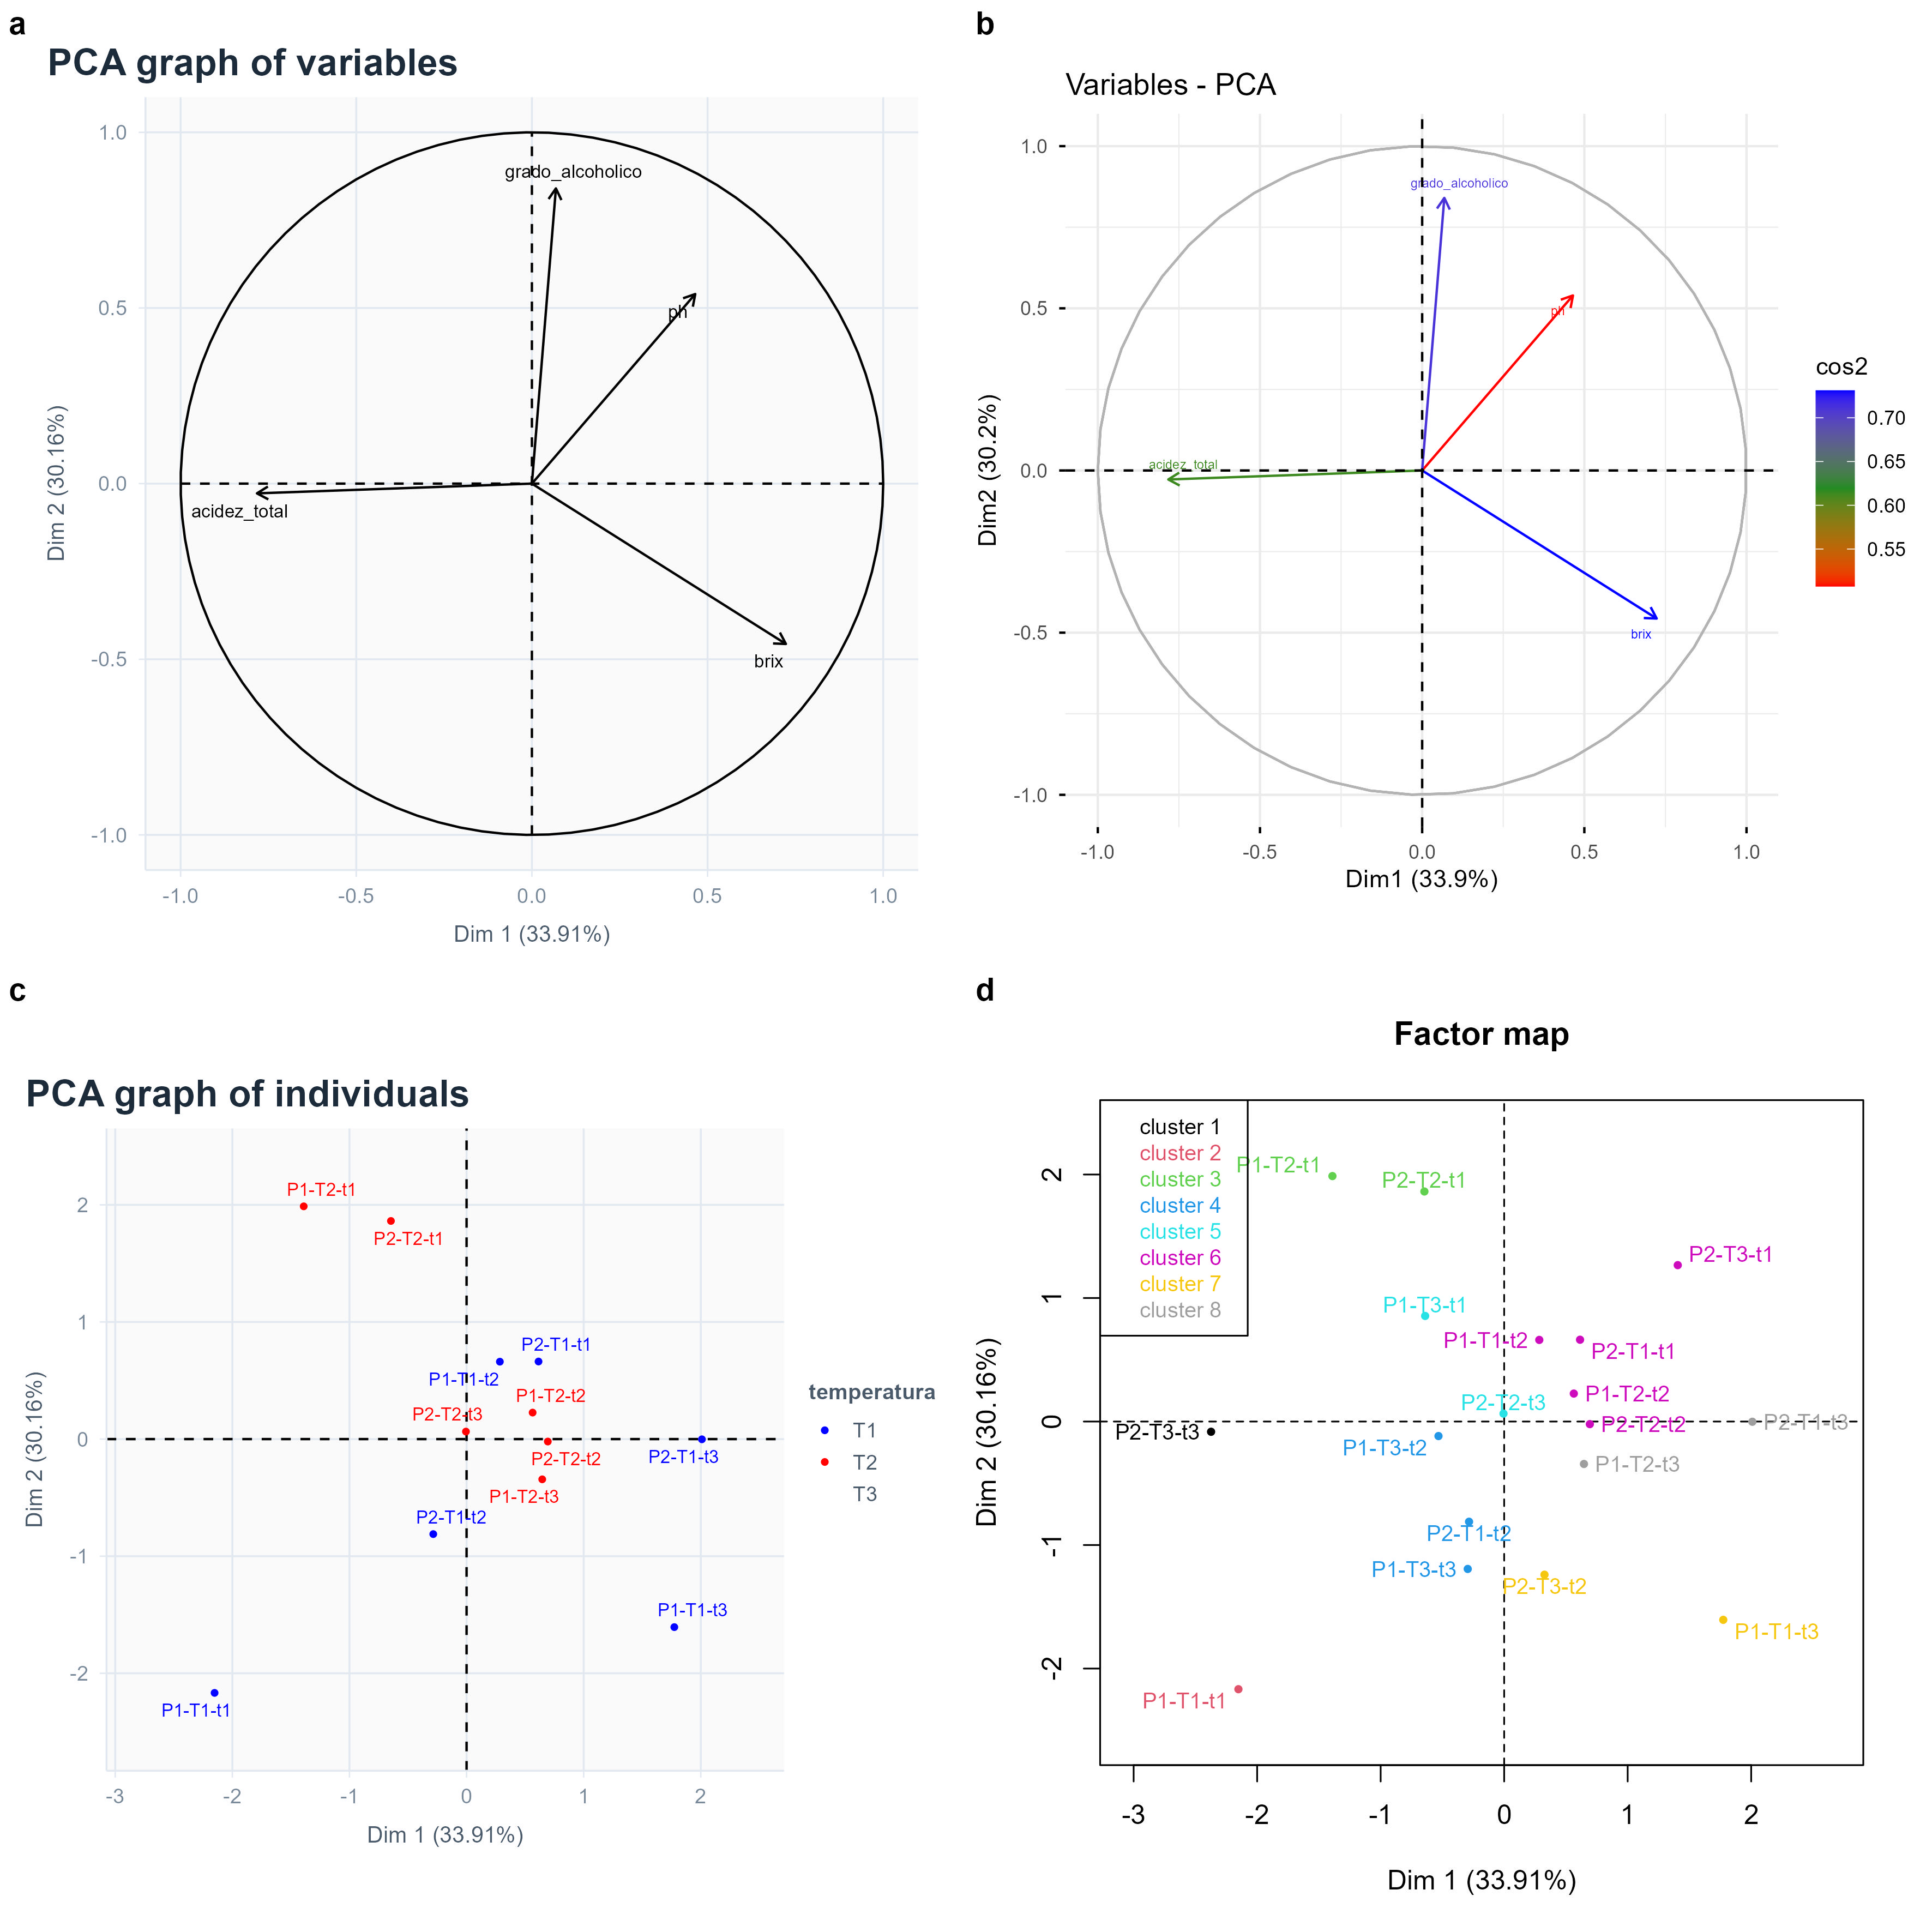 a
PCA graph of variables
1.0
0.5
0.0
-0.5
-1.0
-1.0
-0.5
0.0
0.5
1.0
Dim 2 (30.16%)
Dim 1 (33.91%)
grado_alcoholico
ph
acidez_total
brix
b
Variables - PCA
1.0
0.5
0.0
-0.5
-1.0
-1.0
-0.5
0.0
0.5
1.0
Dim2 (30.2%)
Dim1 (33.9%)
grado_alcoholico
ph
acidez_total
brix
cos2
0.70
0.65
0.60
0.55
c
PCA graph of individuals
2
1
0
-1
-2
-3
-2
-1
0
1
2
Dim 2 (30.16%)
Dim 1 (33.91%)
P1-T2-t1
P2-T2-t1
P2-T1-t1
P1-T1-t2
P1-T2-t2
P2-T2-t3
P2-T2-t2
P2-T1-t3
P1-T2-t3
P2-T1-t2
P1-T1-t3
P1-T1-t1
temperatura
T1
T2
T3
d
Factor map
cluster 1
cluster 2
cluster 3
cluster 4
cluster 5
cluster 6
cluster 7
cluster 8
2
1
0
-1
-2
-3
-2
-1
0
1
2
Dim 2 (30.16%)
Dim 1 (33.91%)
P1-T2-t1
P2-T2-t1
P2-T3-t1
P1-T3-t1
P1-T1-t2
P2-T1-t1
P1-T2-t2
P2-T2-t3
P2-T2-t2
P2-T1-t3
P2-T3-t3
P1-T3-t2
P1-T2-t3
P2-T1-t2
P1-T3-t3
P2-T3-t2
P1-T1-t3
P1-T1-t1